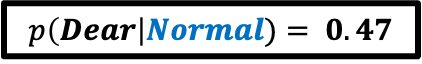 p(Dear|Normal) = 0.47